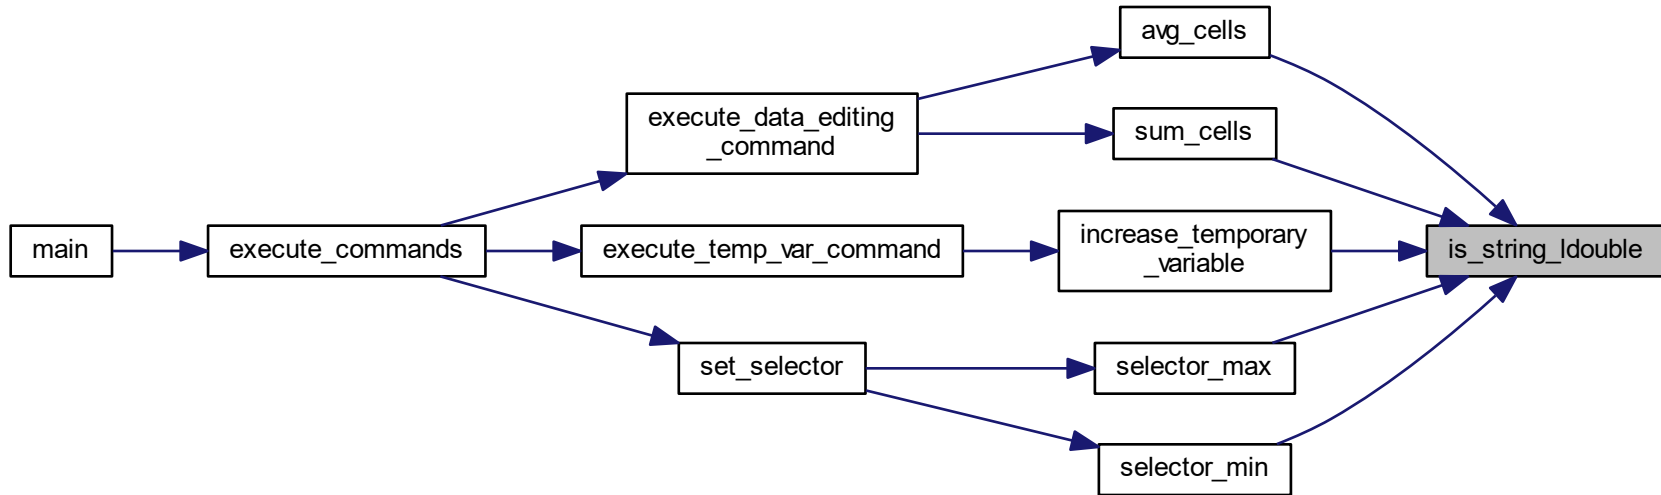 avg_cells
execute_data_editing
_command
sum_cells
main
execute_commands
execute_temp_var_command
increase_temporary
_variable
is_string_ldouble
set_selector
selector_max
selector_min